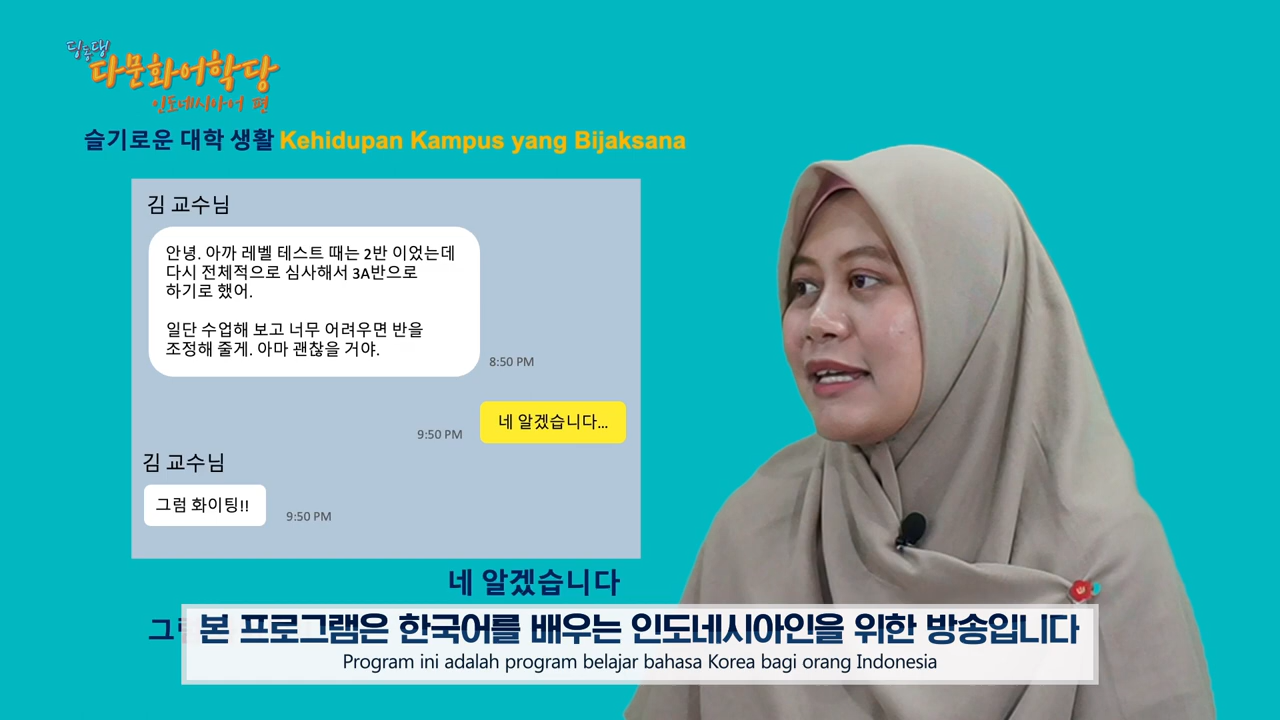 딩동댕
다문화어학당
인도네시아어 편
슬기로운 대학 생활 Kehidupan Kampus yang Bijaksana
김 교수님
안녕. 아까 레벨 테스트 때는 2반 이었는데
다시 전체적으로 심사해서 3A반으로
하기로 했어.
일단 수업해 보고 너무 어려우면 반을
조정해 줄게. 아마 괜찮을 거야.
8:50 PM
네 알겠습니다...
9:50 PM
김 교수님
그럼 화이팅!!
9:50 PM
네 알겠습니다
본 프로그램은 한국어를 배우는 인도네시아인을 위한 방송입니다
Program ini adalah program belajar bahasa Korea bagi orang Indonesia